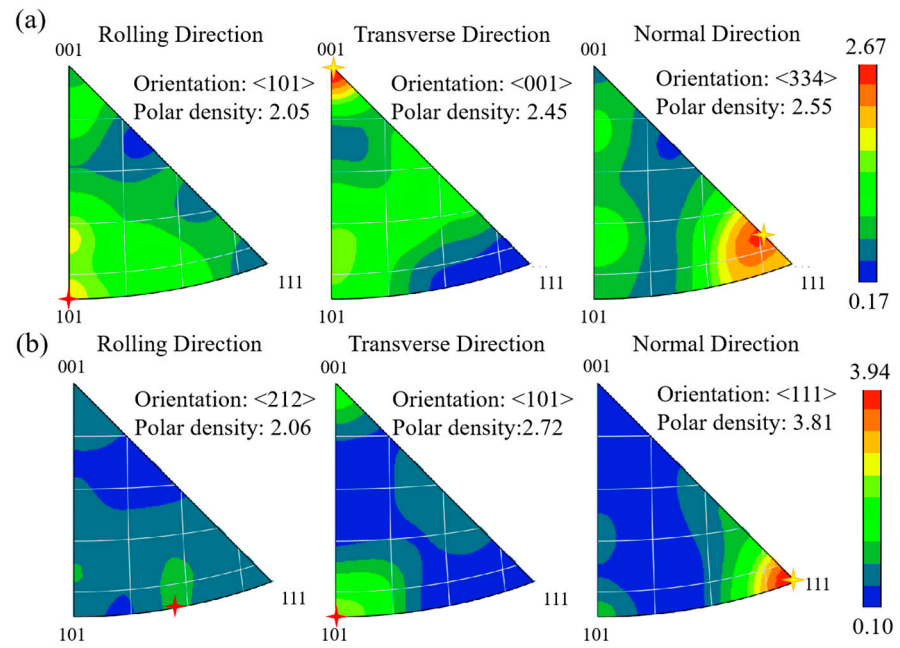 (a)
Rolling Direction
Transverse Direction
Normal Direction
001
001
001
2.67
Orientation: <101>
Polar density: 2.05
Orientation: <001>
Polar density: 2.45
Orientation: <334>
Polar density: 2.55
111
111
111
101
101
101
0.17
(b)
Rolling Direction
Transverse Direction
Normal Direction
001
001
001
3.94
Orientation: <212>
Polar density: 2.06
Orientation: <101>
Polar density:2.72
Orientation: <111>
Polar density: 3.81
111
111
111
101
101
101
0.10